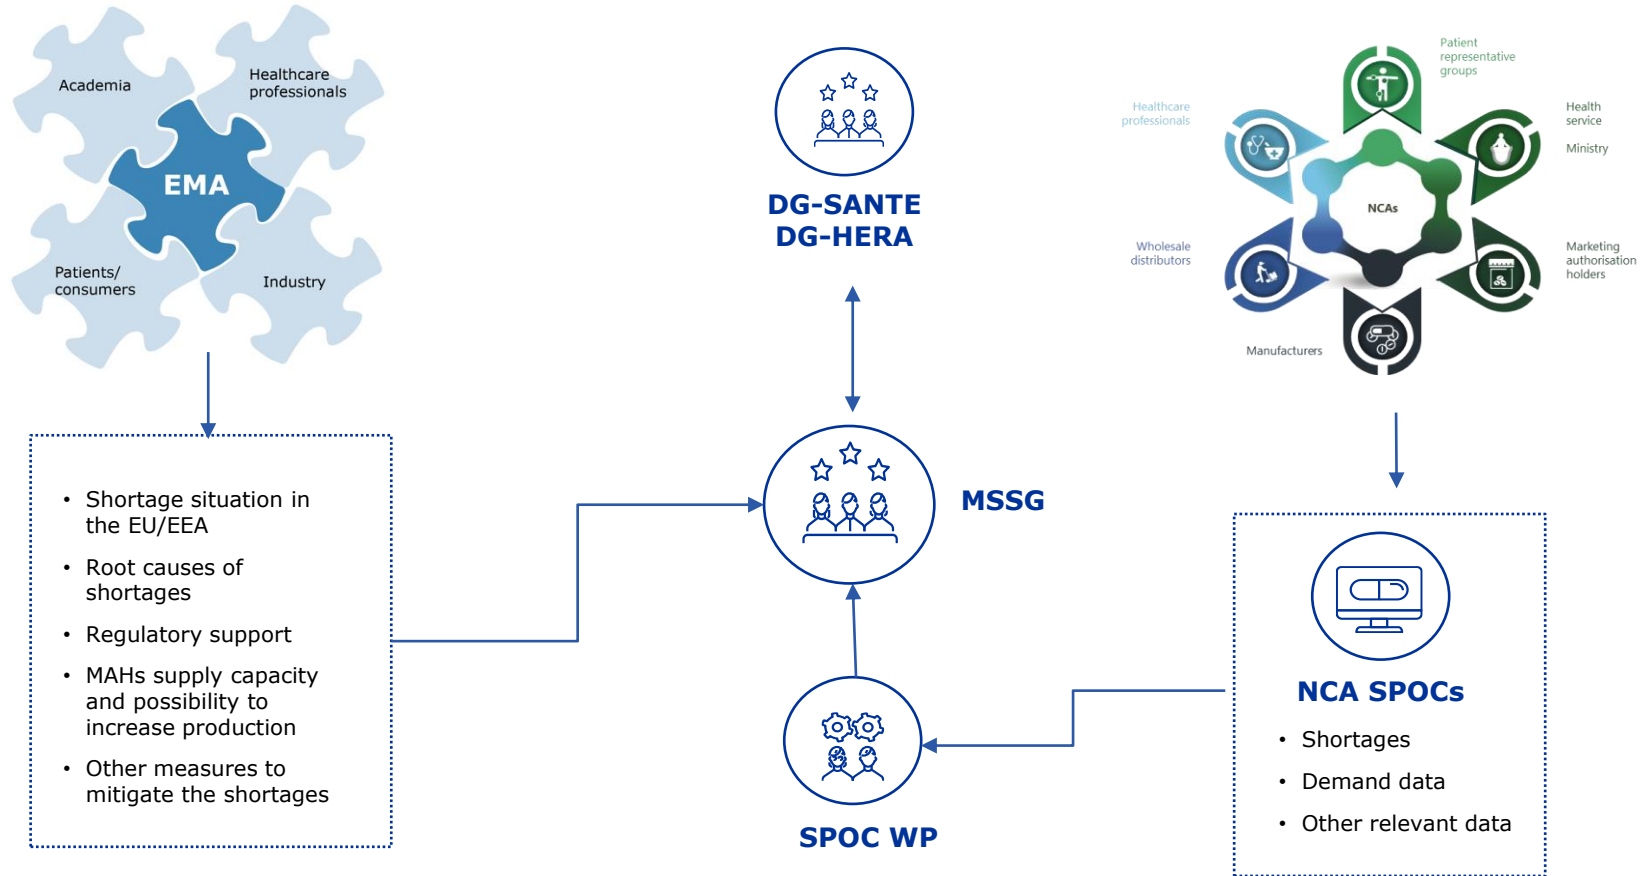 Academia
Healthcare
professionals
EMA
Patients/
consumers
Industry
• Shortage situation in
the EU/EEA
• Root causes of
shortages
• Regulatory support
• MAHs supply capacity
and possibility to
increase production
• Other measures to
mitigate the shortages
DG-SANTE
DG-HERA
MSSG
SPOC WP
Patient
representative
groups
Healthcare
professionals
Health
service
Ministry
NCAs
Wholesale
distributors
Marketing
authorisation
holders
Manufacturers
NCA SPOCs
• Shortages
• Demand data
• Other relevant data